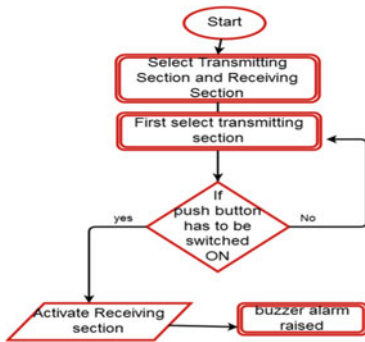 Start
Select Transmitting
Section and Receiving
Section
First select transmitting
section
If
push button
has to be
switched
ON
yes
No
Activate Receiving
section
buzzer alarm
raised